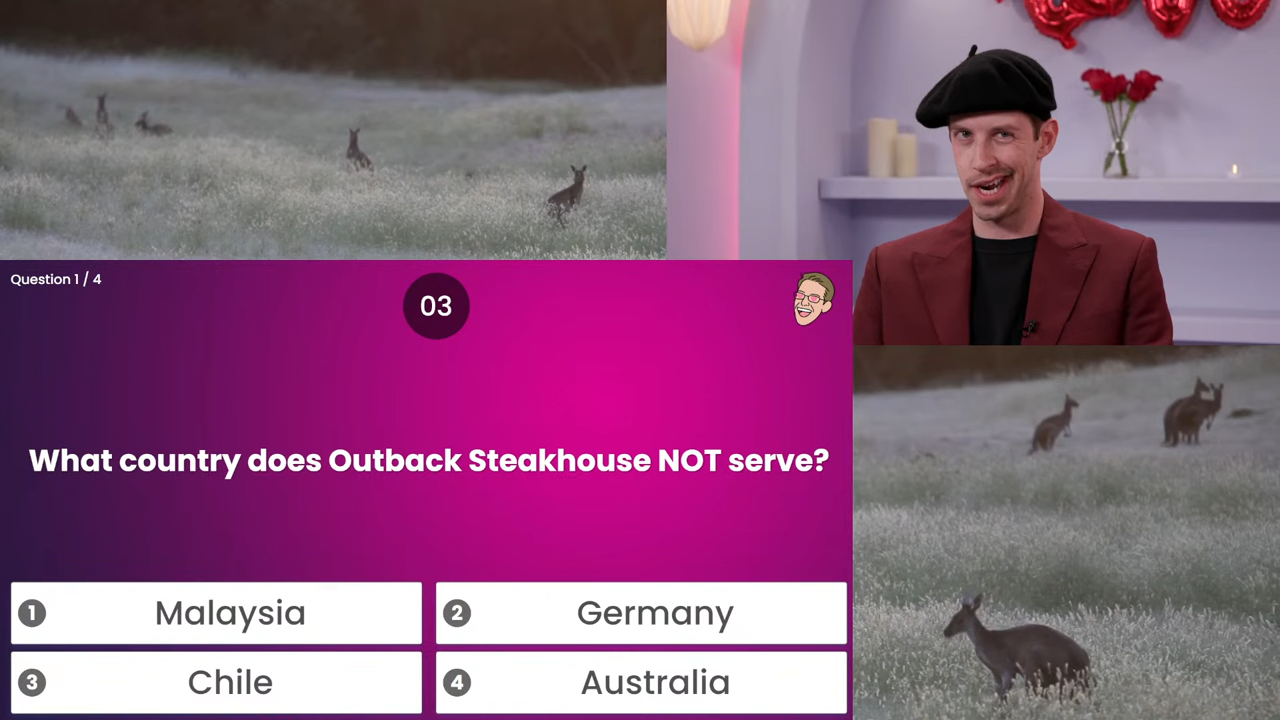 Question 1 / 4
03
What country does Outback Steakhouse NOT serve?
1 Malaysia
2 Germany
3 Chile
4 Australia